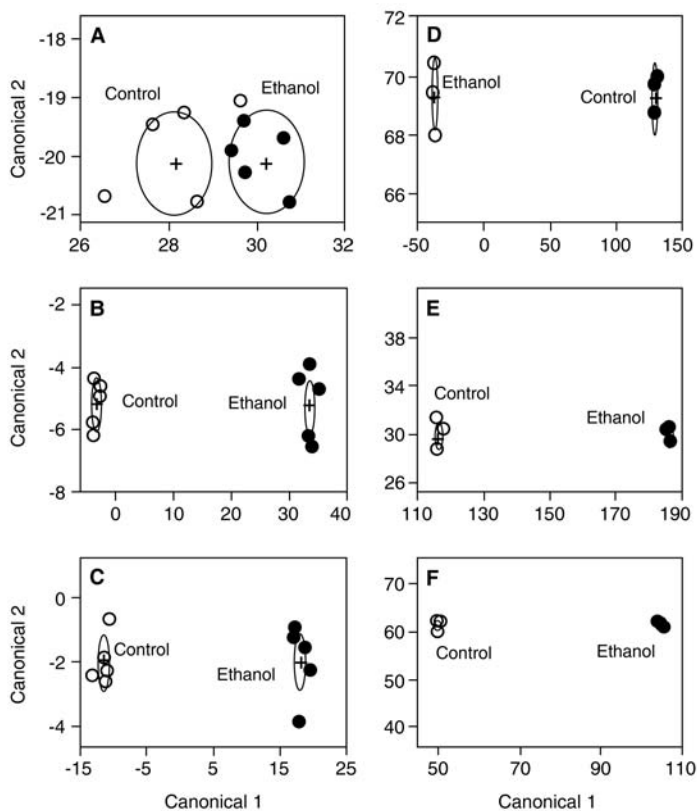 A
Control
Ethanol
Canonical 2
-18
-19
-20
-21
26 28 30 32
D
Ethanol
Control
72
70
68
66
-50 0 50 100 150
B
Control
Ethanol
Canonical 2
-2
-4
-6
-8
0 10 20 30 40
E
Control
Ethanol
38
34
30
26
110 130 150 170 190
C
Control
Ethanol
Canonical 2
0
-2
-4
-15 -5 5 15 25
Canonical 1
F
Control
Ethanol
70
60
50
40
50 70 90 110
Canonical 1